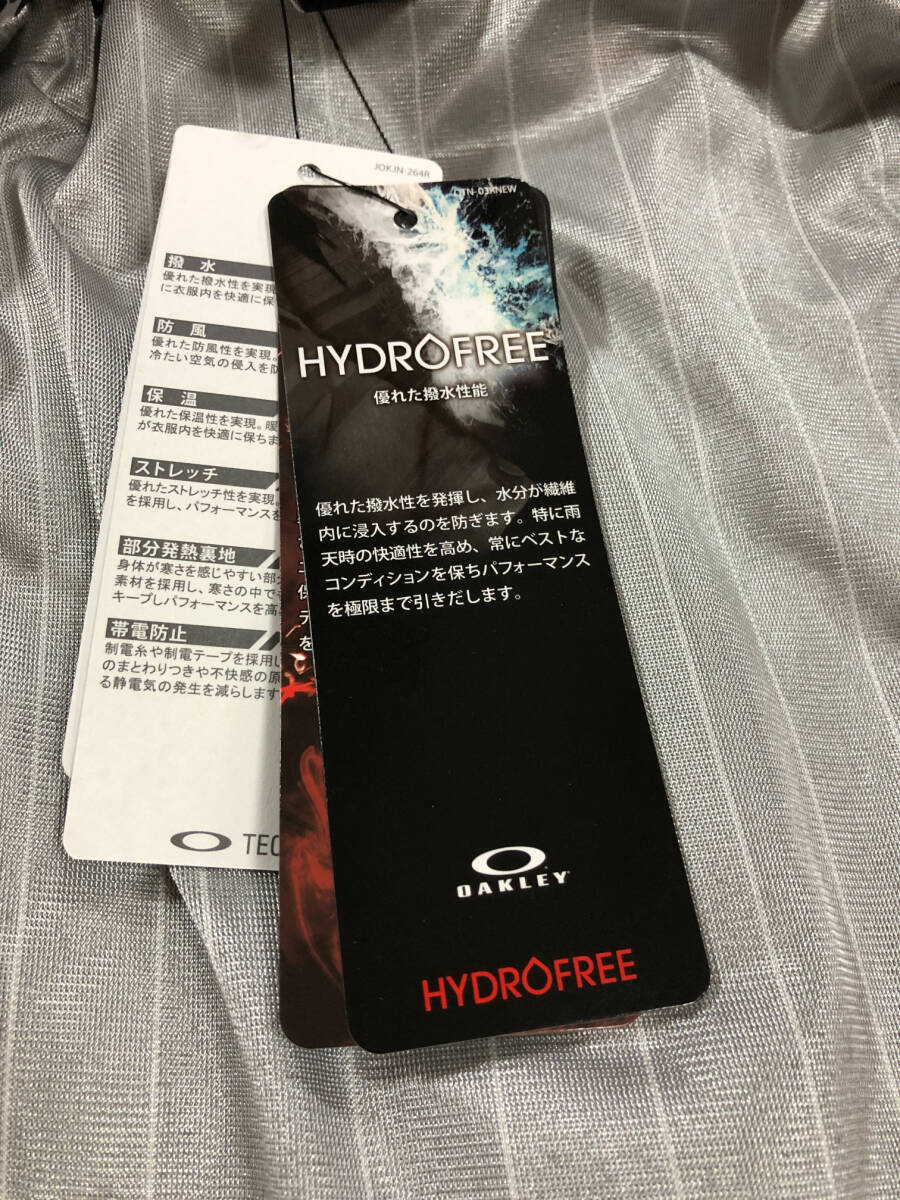 JOKJN-264R
撥 水
優れた撥水性を実現
に衣服内を快適に保
防 風
優れた防風性を実現。
冷たい空気の侵入を防
保 温
優れた保温性を実現。暖
が衣服内を快適に保ちま
ストレッチ
優れたストレッチ性を実現。
を採用し、パフォーマンスを
部分発熱裏地
身体が寒さを感じやすい部分
素材を採用し、寒さの中でも
キープしパフォーマンスを高
帯電防止
制電糸や制電テープを採用し
のまとわりつきや不快感の原
る静電気の発生を減らします
TEC
HYDROFREE
優れた撥水性能
優れた撥水性を発揮し、水分が繊維
内に浸入するのを防ぎます。特に雨
天時の快適性を高め、常にベストな
コンディションを保ちパフォーマンス
を極限まで引きだします。
OAKLEY
HYDROFREE